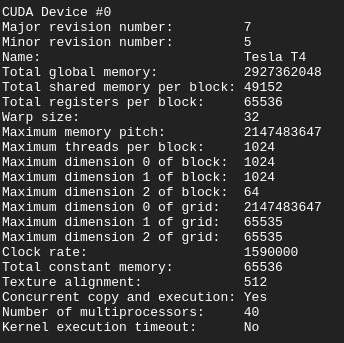 CUDA Device #0
Major revision number:         7
Minor revision number:         5
Name:                          Tesla T4
Total global memory:           2927362048
Total shared memory per block: 49152
Total registers per block:     65536
Warp size:                     32
Maximum memory pitch:          2147483647
Maximum threads per block:     1024
Maximum dimension 0 of block:  1024
Maximum dimension 1 of block:  1024
Maximum dimension 2 of block:  64
Maximum dimension 0 of grid:   2147483647
Maximum dimension 1 of grid:   65535
Maximum dimension 2 of grid:   65535
Clock rate:                    1590000
Total constant memory:         65536
Texture alignment:             512
Concurrent copy and execution: Yes
Number of multiprocessors:     40
Kernel execution timeout:      No